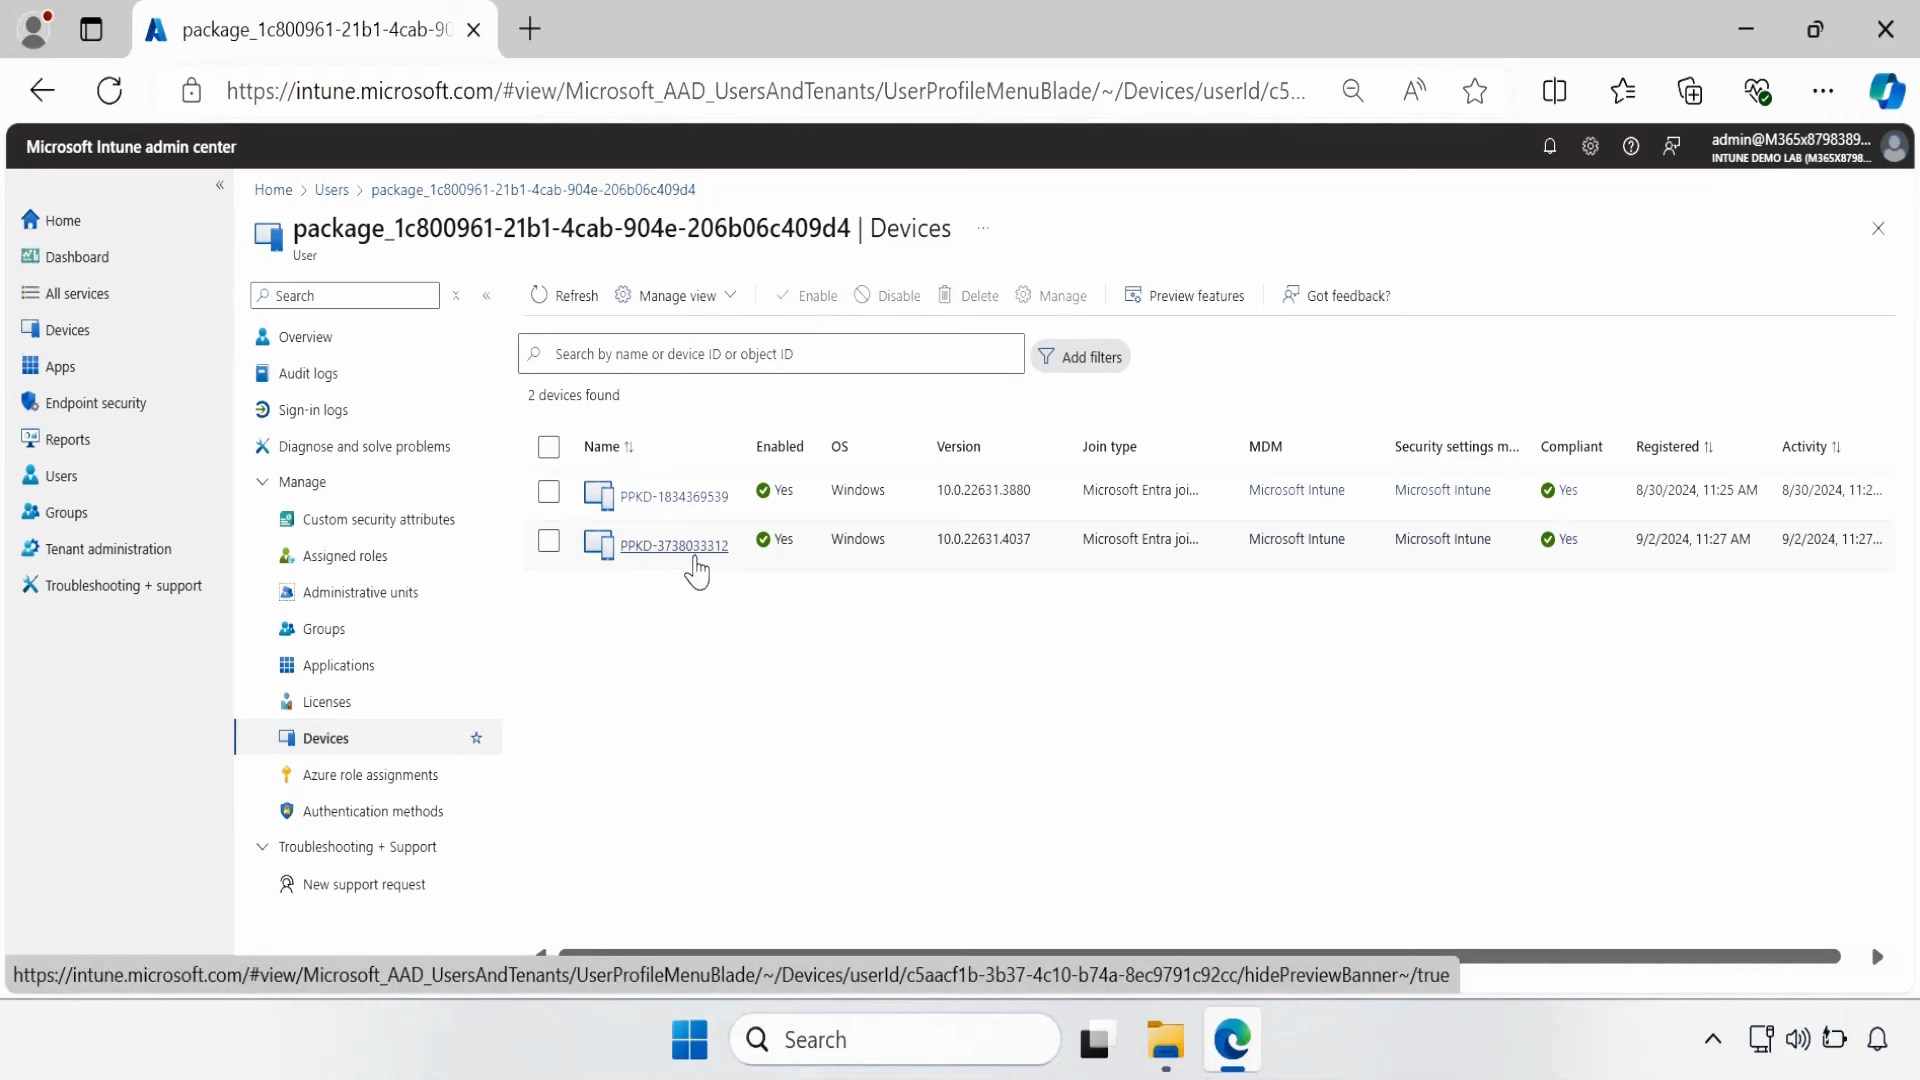 package_1c800961-21b1-4cab-90
https://intune.microsoft.com/#view/Microsoft_AAD_UsersAndTenants/UserProfileMenuBlade/~/Devices/userId/c5...
Microsoft Intune admin center
admin@M365x8798389...
INTUNE DEMO LAB (M365X8798...
Home
Dashboard
All services
Devices
Apps
Endpoint security
Reports
Users
Groups
Tenant administration
Troubleshooting + support
Home > Users > package_1c800961-21b1-4cab-904e-206b06c409d4
package_1c800961-21b1-4cab-904e-206b06c409d4 | Devices ...
User
Search
Overview
Audit logs
Sign-in logs
Diagnose and solve problems
Manage
Custom security attributes
Assigned roles
Administrative units
Groups
Applications
Licenses
Devices
Azure role assignments
Authentication methods
Troubleshooting + Support
New support request
Refresh Manage view Enable Disable Delete Manage Preview features Got feedback?
Search by name or device ID or object ID
Add filters
2 devices found
Name Enabled OS Version Join type MDM Security settings m... Compliant Registered Activity
PPKD-1834369539 Yes Windows 10.0.22631.3880 Microsoft Entra joi... Microsoft Intune Microsoft Intune Yes 8/30/2024, 11:25 AM 8/30/2024, 11:2...
PPKD-3738033312 Yes Windows 10.0.22631.4037 Microsoft Entra joi... Microsoft Intune Microsoft Intune Yes 9/2/2024, 11:27 AM 9/2/2024, 11:27...
https://intune.microsoft.com/#view/Microsoft_AAD_UsersAndTenants/UserProfileMenuBlade/~/Devices/userId/c5aacf1b-3b37-4c10-b74a-8ec9791c92cc/hidePreviewBanner~/true
Search